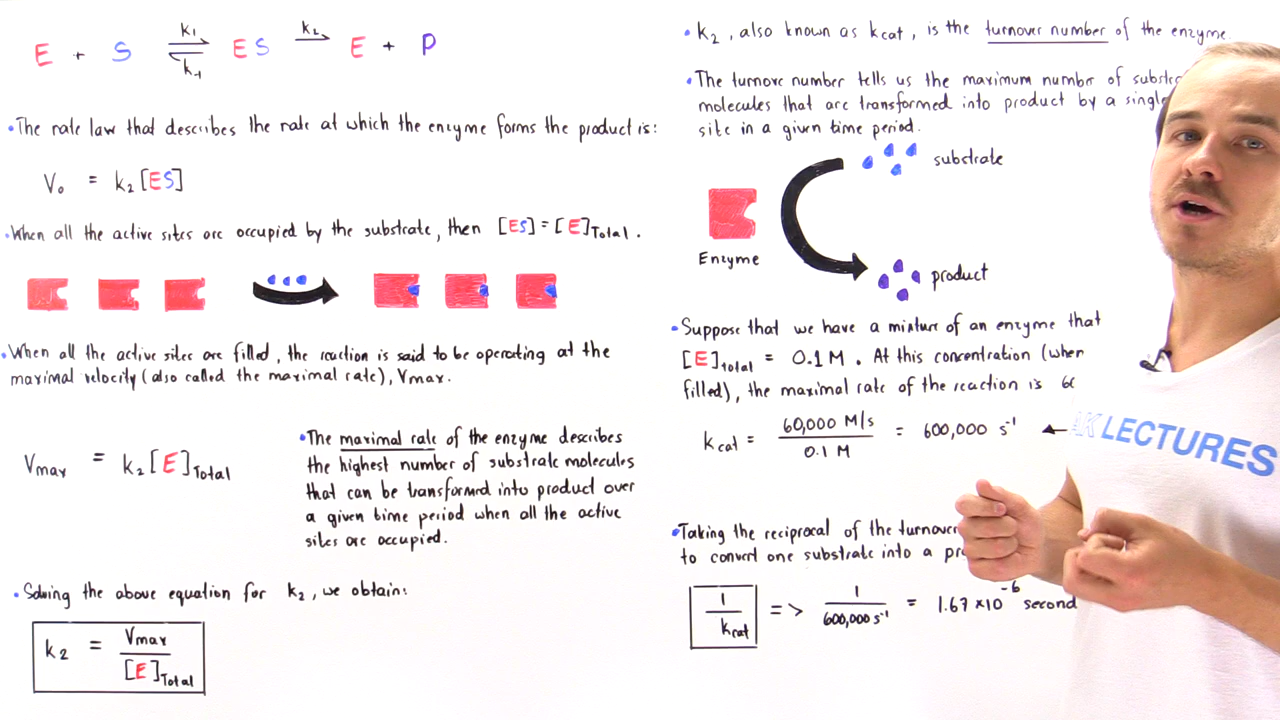 E + S ⇌ ES → E + P
k₁ k₂
k₋₁
•The rate law that describes the rate at which the enzyme forms the product is:
V₀ = k₂[ES]
•When all the active sites are occupied by the substrate, then [ES]=[E]Total.
•When all the active sites are filled, the reaction is said to be operating at the
maximal velocity (also called the maximal rate), Vmax.
Vmax = k₂[E]Total
•The maximal rate of the enzyme describes
the highest number of substrate molecules
that can be transformed into product over
a given time period when all the active
sites are occupied.
•Solving the above equation for k₂, we obtain:
k₂ = Vmax / [E]Total
•k₂, also known as kcat, is the turnover number of the enzyme.
•The turnove number tells us the maximum number of
molecules that are transformed into product by a
site in a given time period.
substrate
Enzyme
product
•Suppose that we have a mixture of an enzyme that
[E]Total = 0.1 M. At this concentration (when
filled), the maximal rate of the reaction is
kcat = 60,000 M/s / 0.1 M = 600,000 s⁻¹ ←
•Taking the reciprocal of the turnover
to convert one substrate into a
1 / kcat => 1 / 600,000 s⁻¹ = 1.67 ×10⁻⁶ second
LECTURES